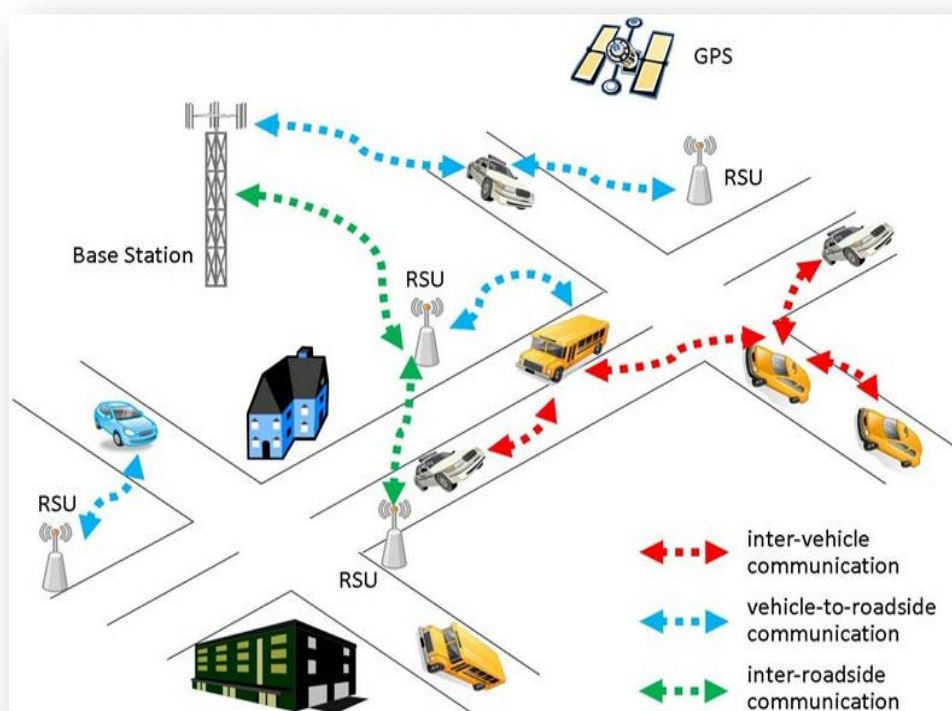 GPS
RSU
Base Station
RSU
RSU
RSU
inter-vehicle
communication
vehicle-to-roadside
communication
inter-roadside
communication